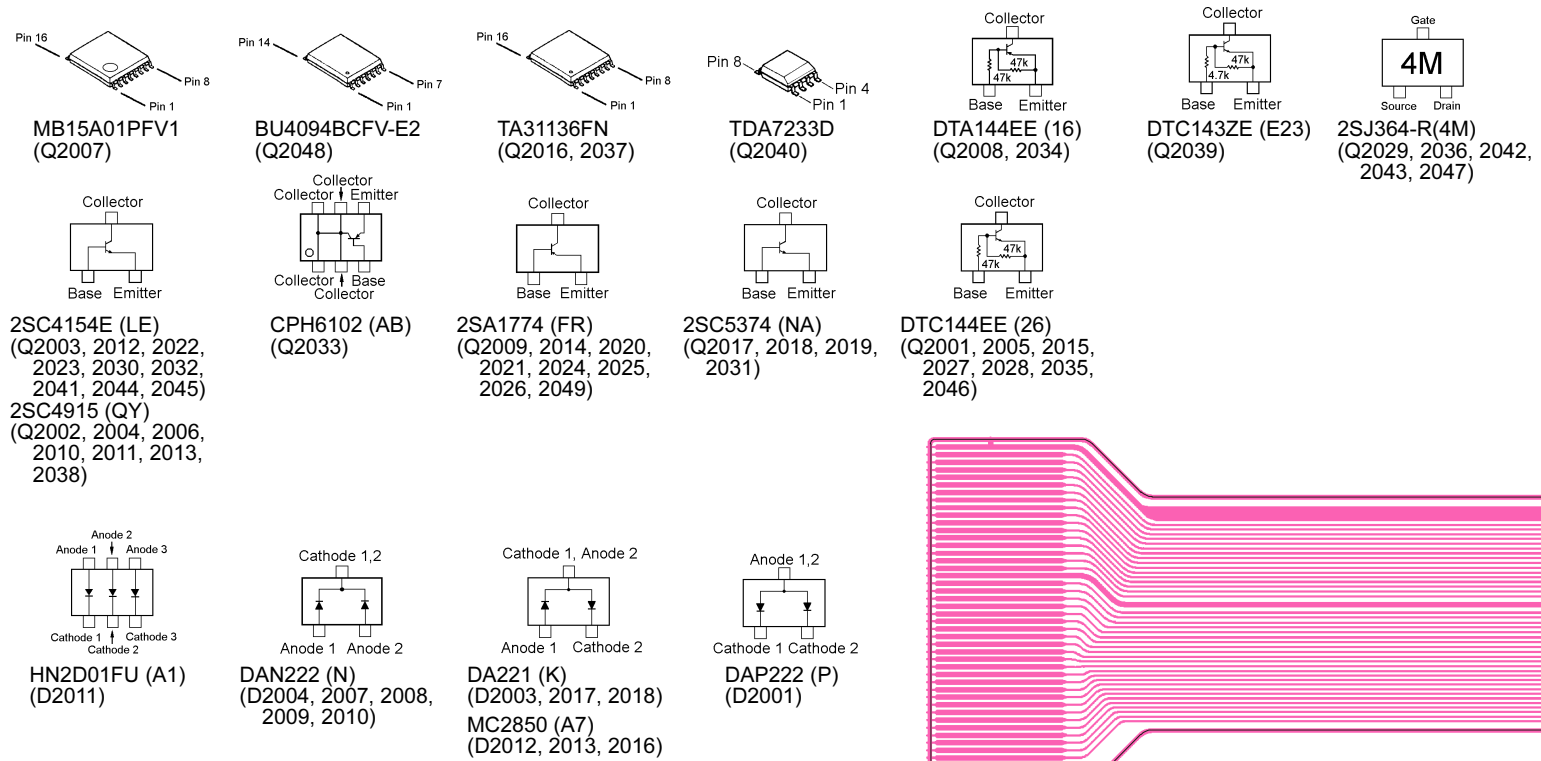 Pin 16
Pin 8
Pin 1
MB15A01PFV1
(Q2007)
Pin 14
Pin 7
Pin 1
BU4094BCFV-E2
(Q2048)
Pin 16
Pin 8
Pin 1
TA31136FN
(Q2016, 2037)
Pin 8
Pin 4
Pin 1
TDA7233D
(Q2040)
Collector
47k
47k
Base Emitter
DTA144EE (16)
(Q2008, 2034)
Collector
47k
4.7k
Base Emitter
DTC143ZE (E23)
(Q2039)
Gate
4M
Source Drain
2SJ364-R(4M)
(Q2029, 2036, 2042,
2043, 2047)
Collector
Base Emitter
2SC4154E (LE)
(Q2003, 2012, 2022,
2023, 2030, 2032,
2041, 2044, 2045)
2SC4915 (QY)
(Q2002, 2004, 2006,
2010, 2011, 2013,
2038)
Collector
Collector Emitter
Collector Base
Collector
CPH6102 (AB)
(Q2033)
Collector
Base Emitter
2SA1774 (FR)
(Q2009, 2014, 2020,
2021, 2024, 2025,
2026, 2049)
Collector
Base Emitter
2SC5374 (NA)
(Q2017, 2018, 2019,
2031)
Collector
47k
47k
Base Emitter
DTC144EE (26)
(Q2001, 2005, 2015,
2027, 2028, 2035,
2046)
Anode 2
Anode 1 Anode 3
Cathode 1 Cathode 3
Cathode 2
HN2D01FU (A1)
(D2011)
Cathode 1,2
Anode 1 Anode 2
DAN222 (N)
(D2004, 2007, 2008,
2009, 2010)
Cathode 1, Anode 2
Anode 1 Cathode 2
DA221 (K)
(D2003, 2017, 2018)
MC2850 (A7)
(D2012, 2013, 2016)
Anode 1,2
Cathode 1 Cathode 2
DAP222 (P)
(D2001)